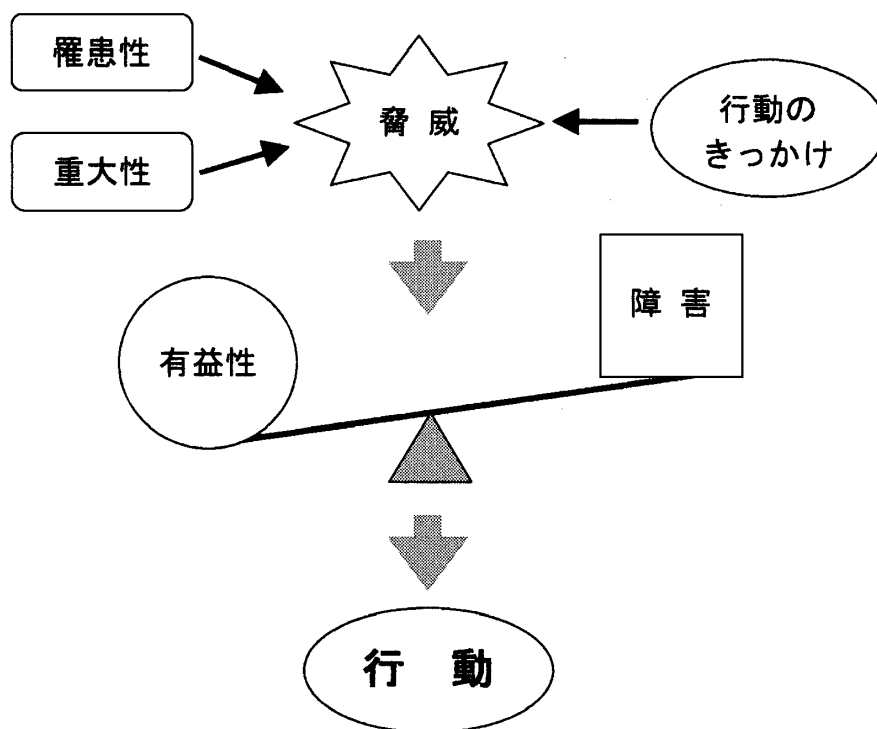 罹患性
脅 威
行動の
きっかけ
重大性
障 害
有益性
行 動